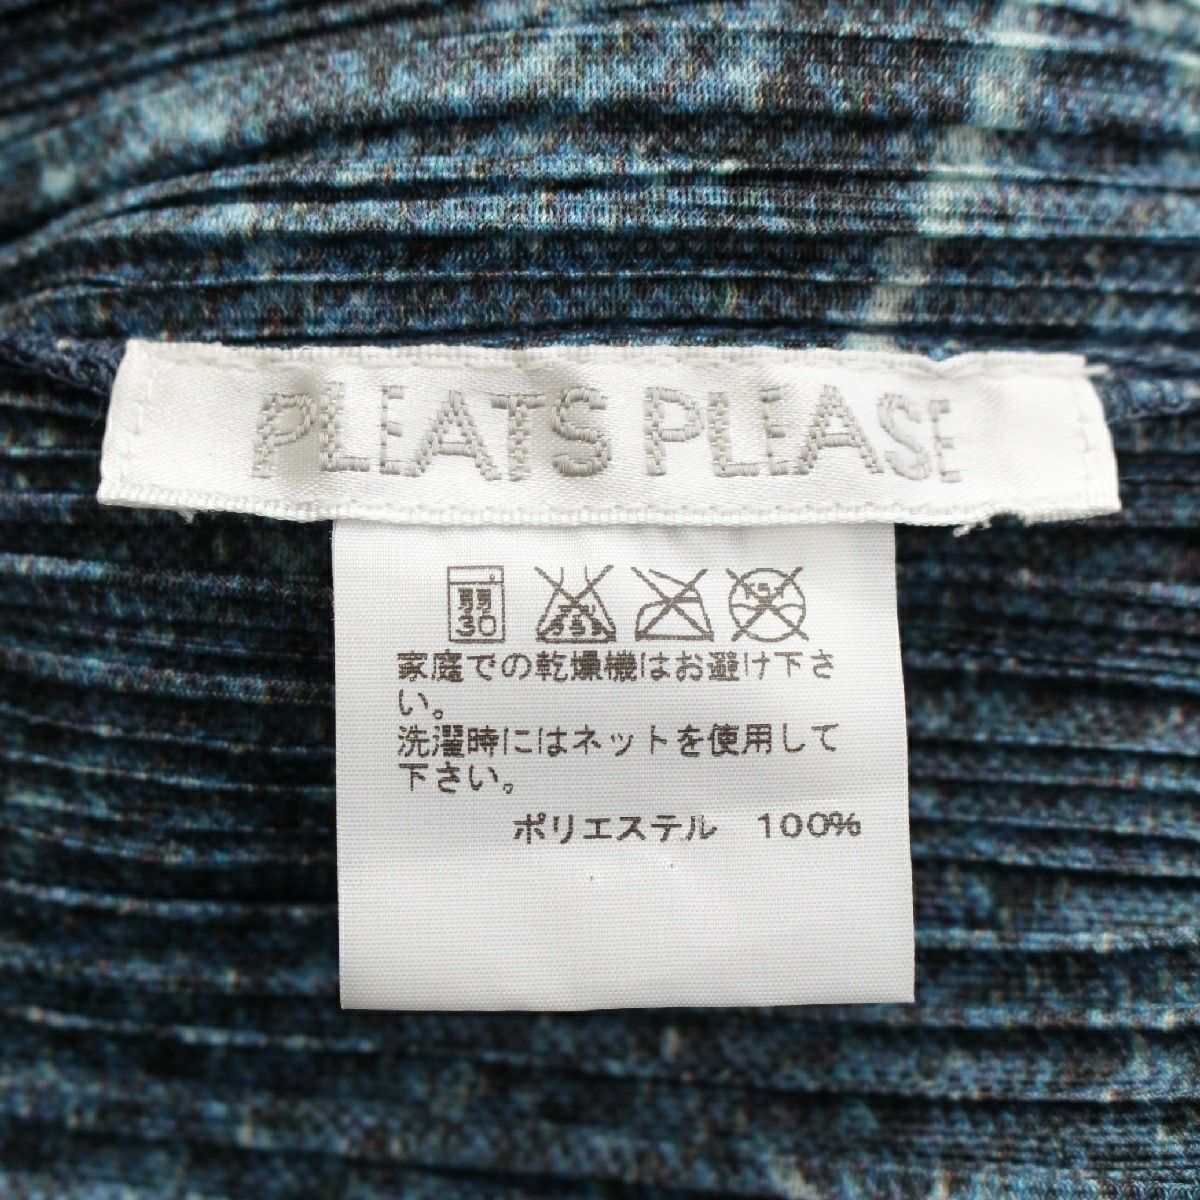 PLEATS PLEASE
弱
30
家庭での乾燥機はお避け下さ
い。
洗濯時にはネットを使用して
下さい。
ポリエステル 100%